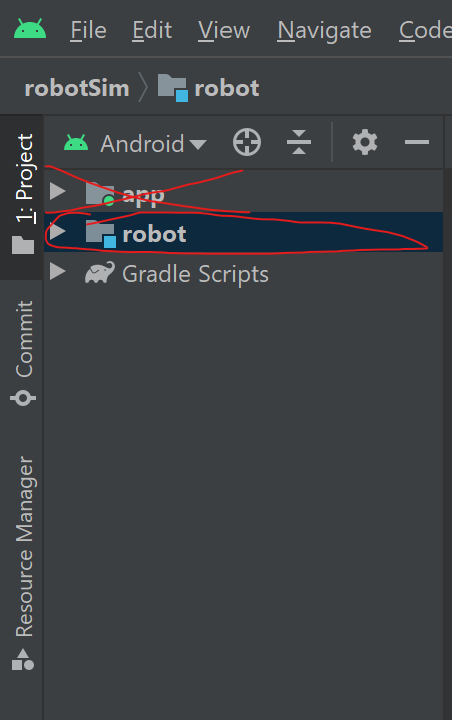 File Edit View Navigate Code
robotSim robot
Android
app
robot
Gradle Scripts
1: Project
Commit
Resource Manager